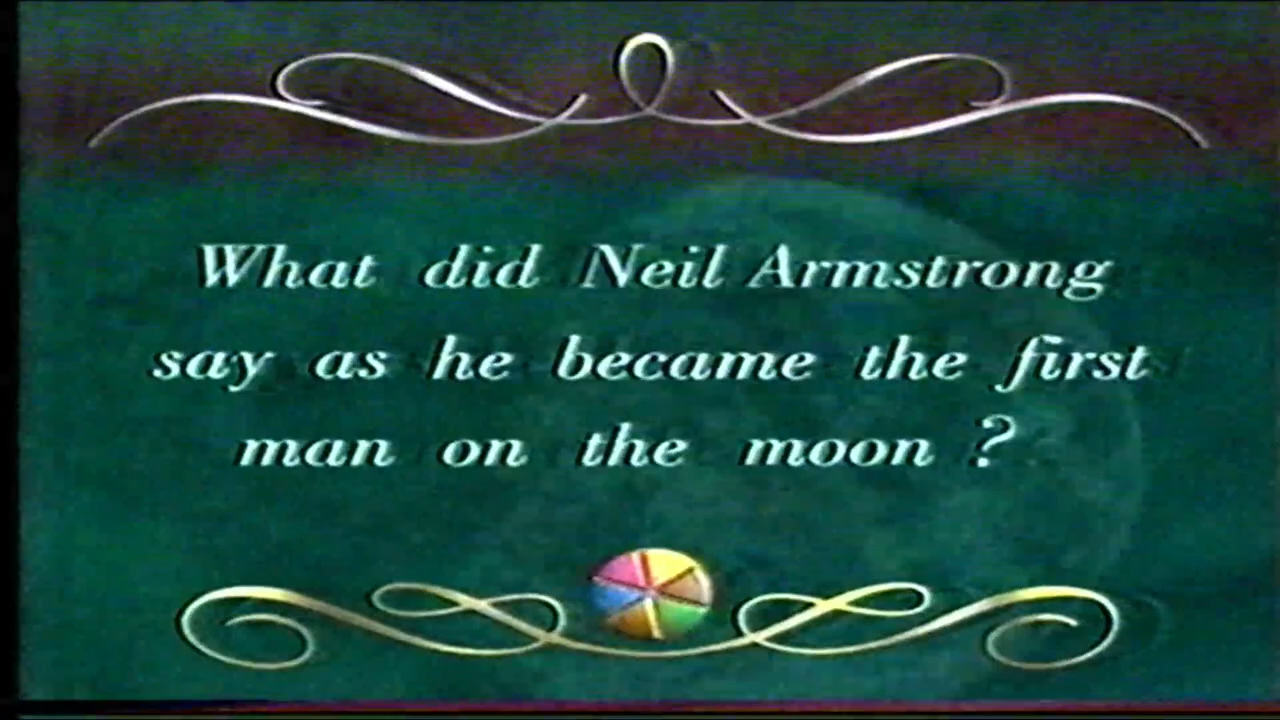 What did Neil Armstrong
say as he became the first
man on the moon ?